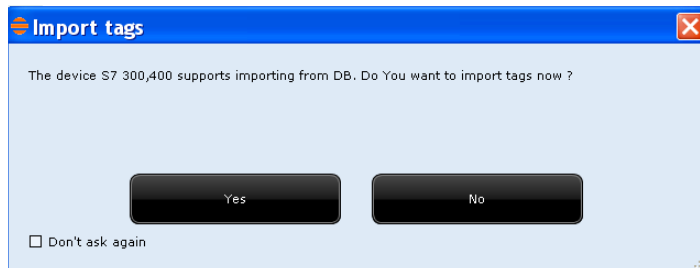 Import tags
The device S7 300,400 supports importing from DB. Do You want to import tags now ?
Yes
No
Don't ask again